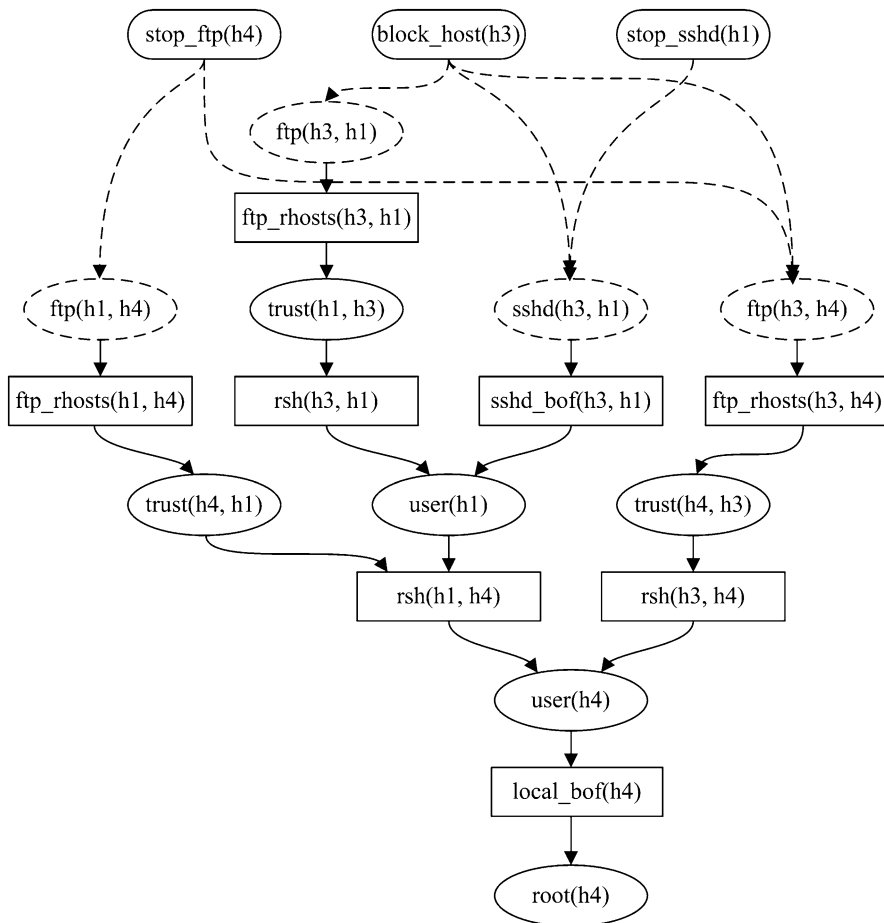 stop_ftp(h4)
block_host(h3)
stop_sshd(h1)
ftp(h3, h1)
ftp_rhosts(h3, h1)
ftp(h1, h4)
trust(h1, h3)
sshd(h3, h1)
ftp(h3, h4)
ftp_rhosts(h1, h4)
rsh(h3, h1)
sshd_bof(h3, h1)
ftp_rhosts(h3, h4)
trust(h4, h1)
user(h1)
trust(h4, h3)
rsh(h1, h4)
rsh(h3, h4)
user(h4)
local_bof(h4)
root(h4)